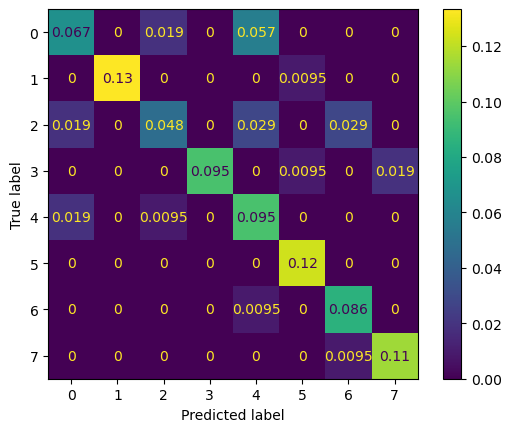 0 0.067 0 0.019 0 0.057 0 0 0
1 0 0.13 0 0 0 0.0095 0 0
2 0.019 0 0.048 0 0.029 0 0.029 0
3 0 0 0 0.095 0 0.0095 0 0.019
4 0.019 0 0.0095 0 0.095 0 0 0
5 0 0 0 0 0 0.12 0 0
6 0 0 0 0 0.0095 0 0.086 0
7 0 0 0 0 0 0 0.0095 0.11
0 1 2 3 4 5 6 7
Predicted label
True label
0.12
0.10
0.08
0.06
0.04
0.02
0.00